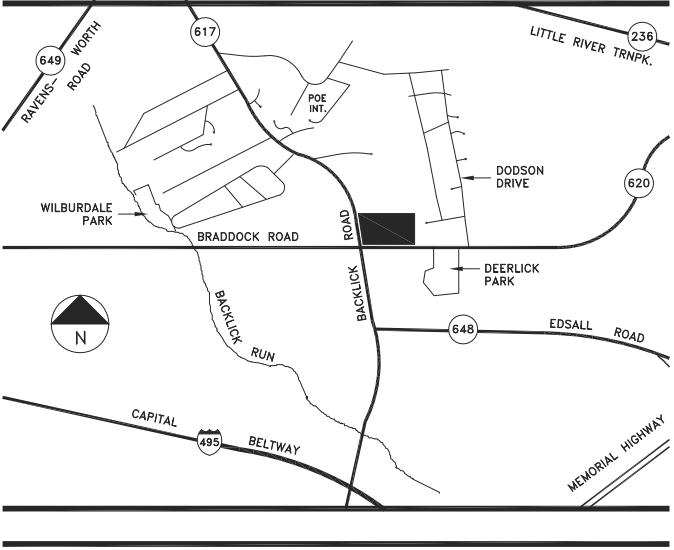 617
236
LITTLE RIVER TRNPK.
649
RAVENS– WORTH
ROAD
POE
INT.
DODSON
DRIVE
620
WILBURDALE
PARK
BRADDOCK ROAD
BACKLICK ROAD
DEERLICK
PARK
N
BACKLICK RUN
648
EDSALL ROAD
CAPITAL BELTWAY
495
MEMORIAL HIGHWAY